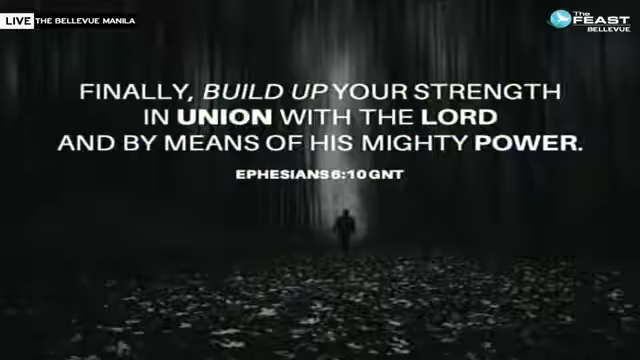 LIVE THE BELLEVUE MANILA
The
FEAST
BELLEVUE
FINALLY, BUILD UP YOUR STRENGTH
IN UNION WITH THE LORD
AND BY MEANS OF HIS MIGHTY POWER.
EPHESIANS 6:10 GNT